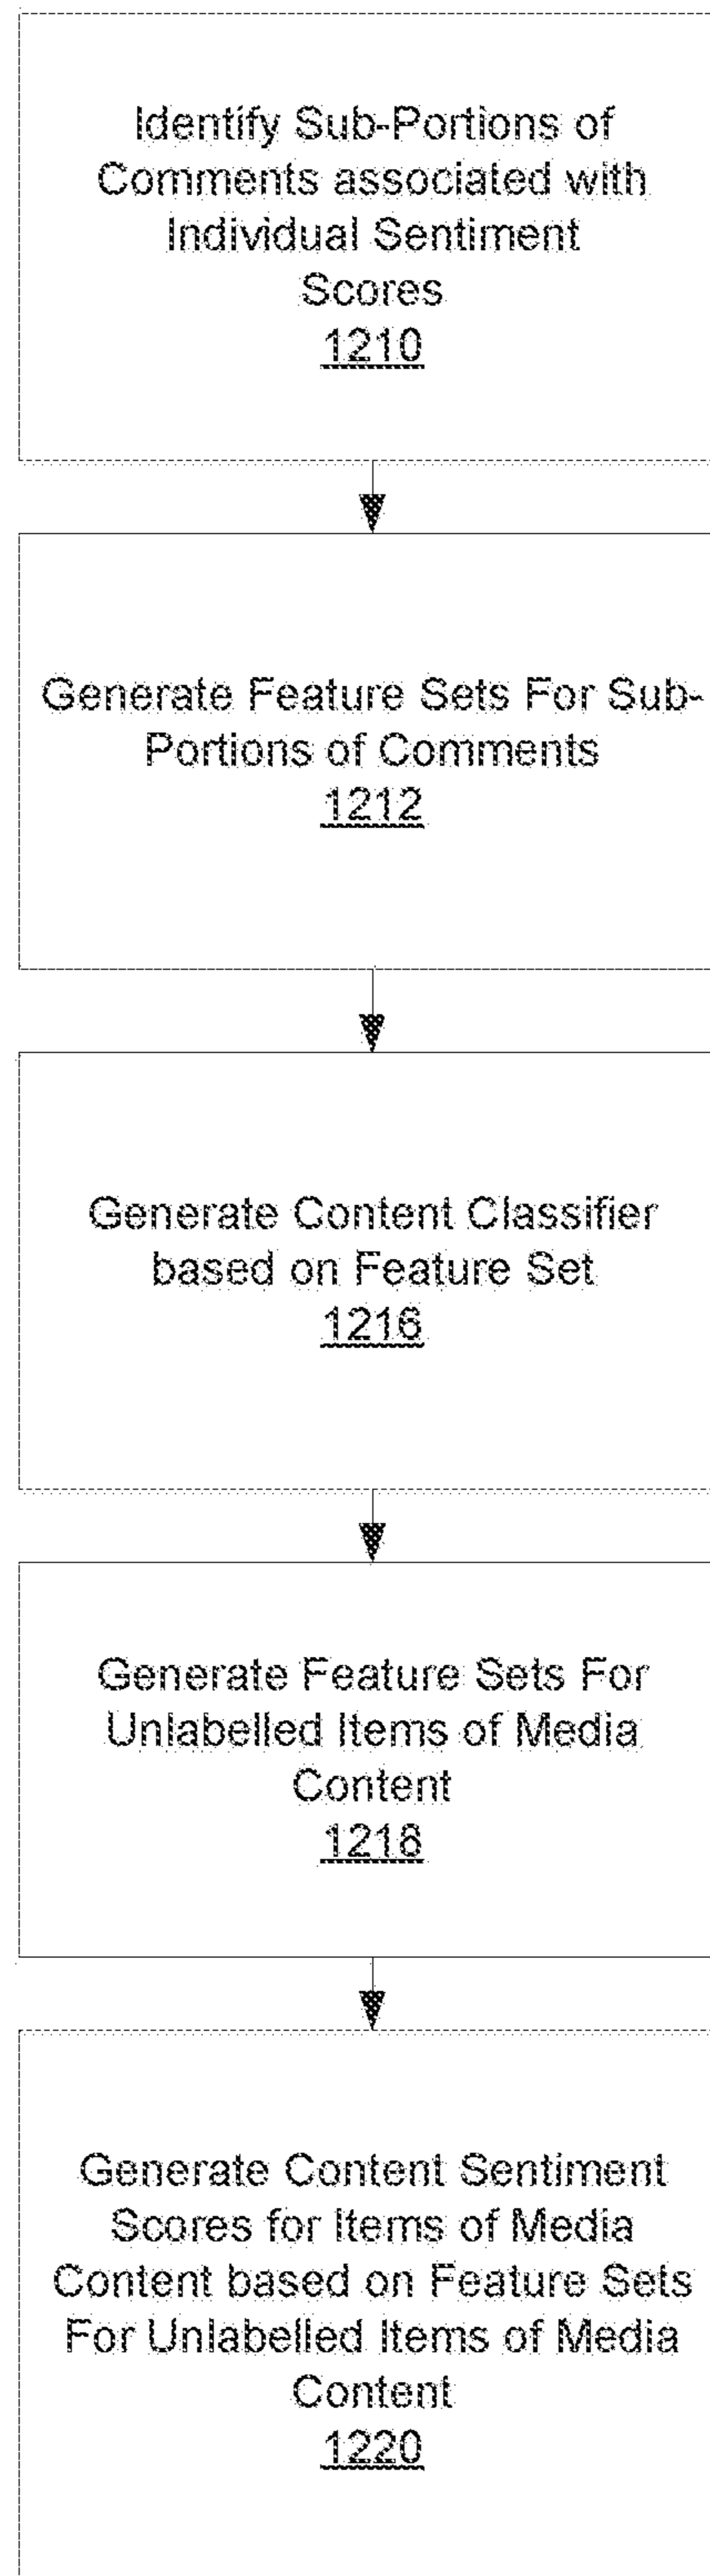 Identify Sub-Portions of
Comments associated with
Individual Sentiment
Scores
1210
Generate Feature Sets For Sub-
Portions of Comments
1212
Generate Content Classifier
based on Feature Set
1216
Generate Feature Sets For
Unlabelled Items of Media
Content
1218
Generate Content Sentiment
Scores for Items of Media
Content based on Feature Sets
For Unlabelled Items of Media
Content
1220